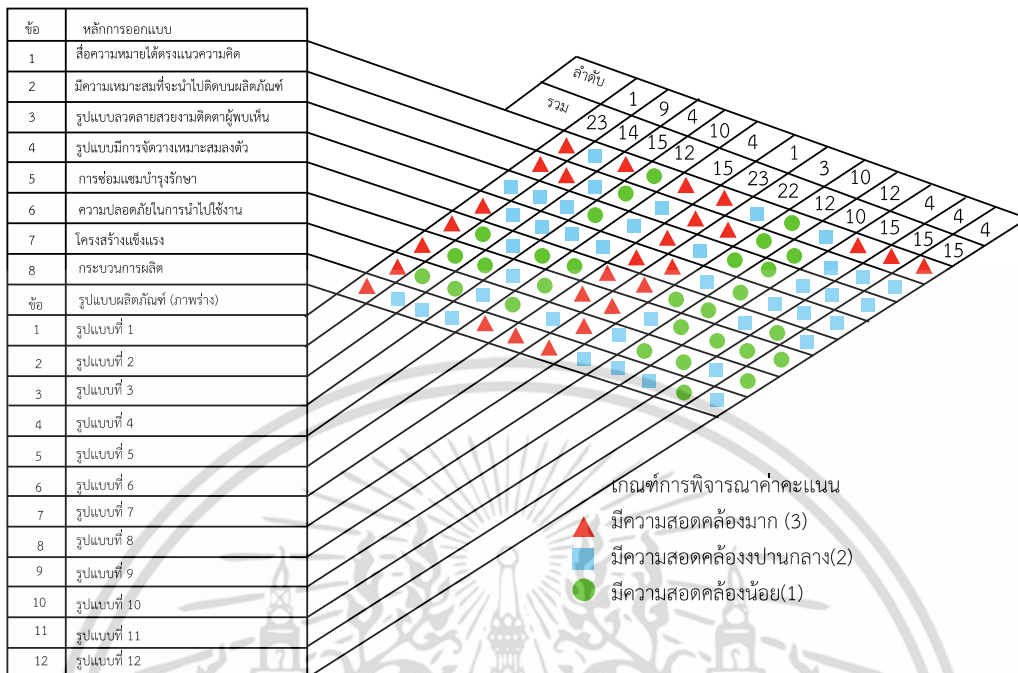 ข้อ หลักการออกแบบ
1 สื่อความหมายได้ตรงแนวความคิด
2 มีความเหมาะสมที่จะนำไปติดบนผลิตภัณฑ์
3 รูปแบบลวดลายสวยงามติดตาผู้พบเห็น
4 รูปแบบมีการจัดวางเหมาะสมลงตัว
5 การซ่อมแซมบำรุงรักษา
6 ความปลอดภัยในการนำไปใช้งาน
7 โครงสร้างแข็งแรง
8 กระบวนการผลิต
ข้อ รูปแบบผลิตภัณฑ์ (ภาพร่าง)
1 รูปแบบที่ 1
2 รูปแบบที่ 2
3 รูปแบบที่ 3
4 รูปแบบที่ 4
5 รูปแบบที่ 5
6 รูปแบบที่ 6
7 รูปแบบที่ 7
8 รูปแบบที่ 8
9 รูปแบบที่ 9
10 รูปแบบที่ 10
11 รูปแบบที่ 11
12 รูปแบบที่ 12
ลำดับ 1 9 4 10 4 1 3 10 12 4 4 4
รวม 23 14 15 12 15 23 22 12 10 15 15 15
เกณฑ์การพิจารณาค่าคะแนน
มีความสอดคล้องมาก (3)
มีความสอดคล้องงปานกลาง(2)
มีความสอดคล้องน้อย(1)